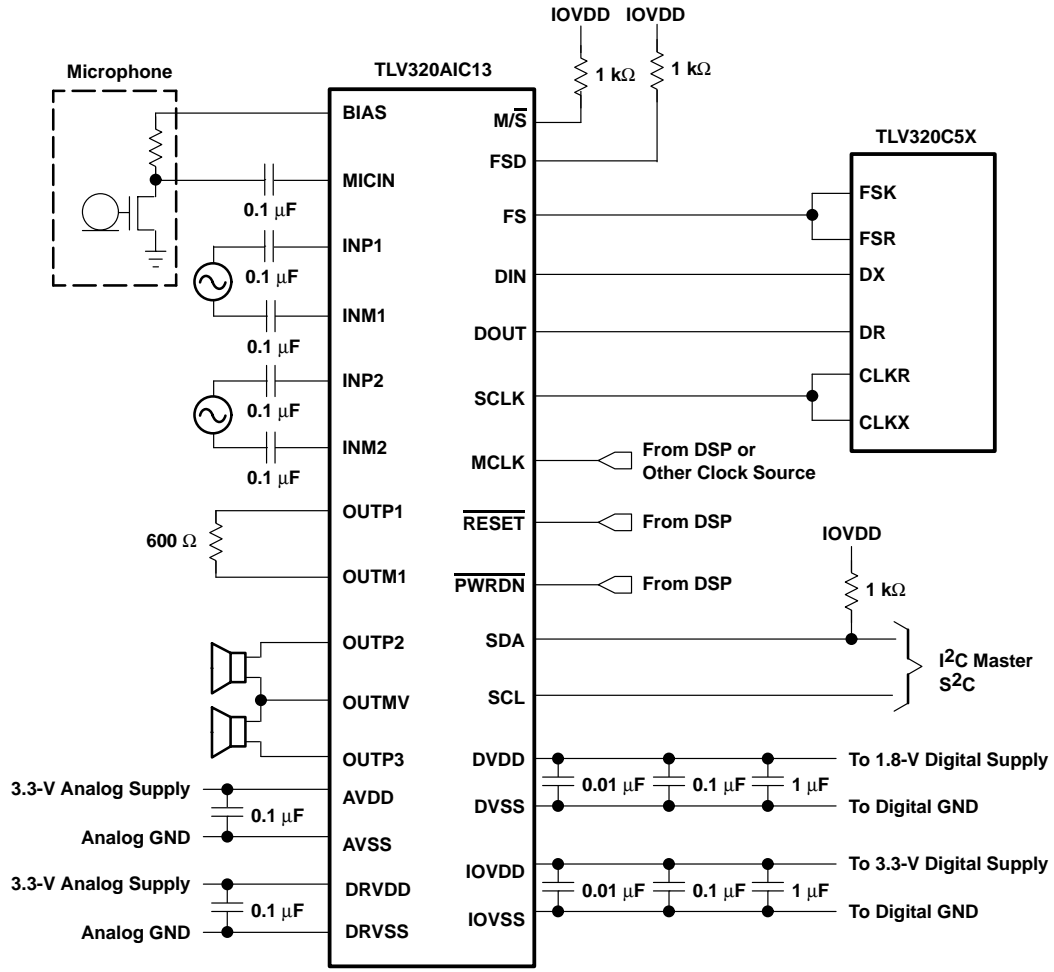 IOVDD IOVDD
1 kΩ 1 kΩ
Microphone
TLV320AIC13
TLV320C5X
BIAS
MICIN
0.1 μF
INP1
0.1 μF
INM1
0.1 μF
INP2
0.1 μF
INM2
0.1 μF
OUTP1
600 Ω
OUTM1
OUTP2
OUTMV
OUTP3
3.3-V Analog Supply
AVDD
0.1 μF
Analog GND
AVSS
3.3-V Analog Supply
DRVDD
0.1 μF
Analog GND
DRVSS
M/S̅
FSD
FS
DIN
DOUT
SCLK
MCLK
RESET
PWRDN
SDA
SCL
DVDD
DVSS
IOVDD
IOVSS
FSK
FSR
DX
DR
CLKR
CLKX
From DSP or
Other Clock Source
From DSP
From DSP
IOVDD
1 kΩ
I2C Master
S2C
To 1.8-V Digital Supply
0.01 μF 0.1 μF 1 μF
To Digital GND
To 3.3-V Digital Supply
0.01 μF 0.1 μF 1 μF
To Digital GND